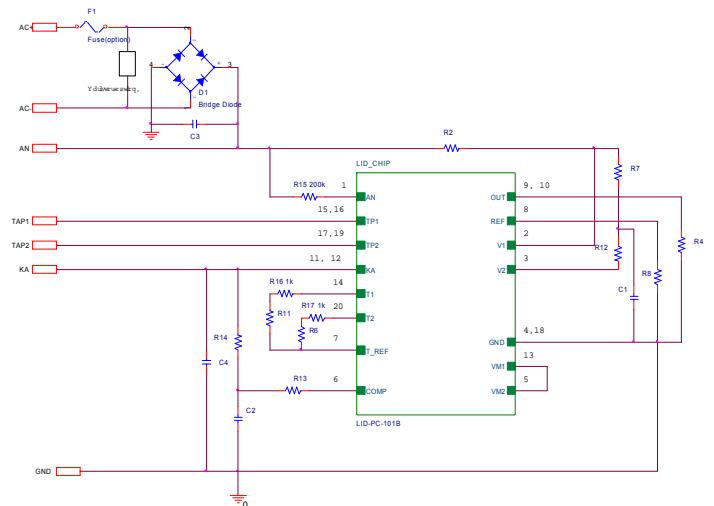 F1
AC
Fuse(option)
2
4
3
D1
Bridge Diode
1
AC-
C3
AN
R2
LID_CHIP
R7
R15 200k
1
AN
9, 10
OUT
15,16
8
TAP1
TP1
REF
R4
17,19
2
TAP2
TP2
V1
R12
11, 12
3
KA
KA
V2
R8
R16 1k
14
T1
C1
R17 1k
20
R11
T2
R6
7
4,18
R14
GND
T_REF
C4
13
VM1
R13
6
5
COMP
VM2
C2
LID-PC-101B
GND
0